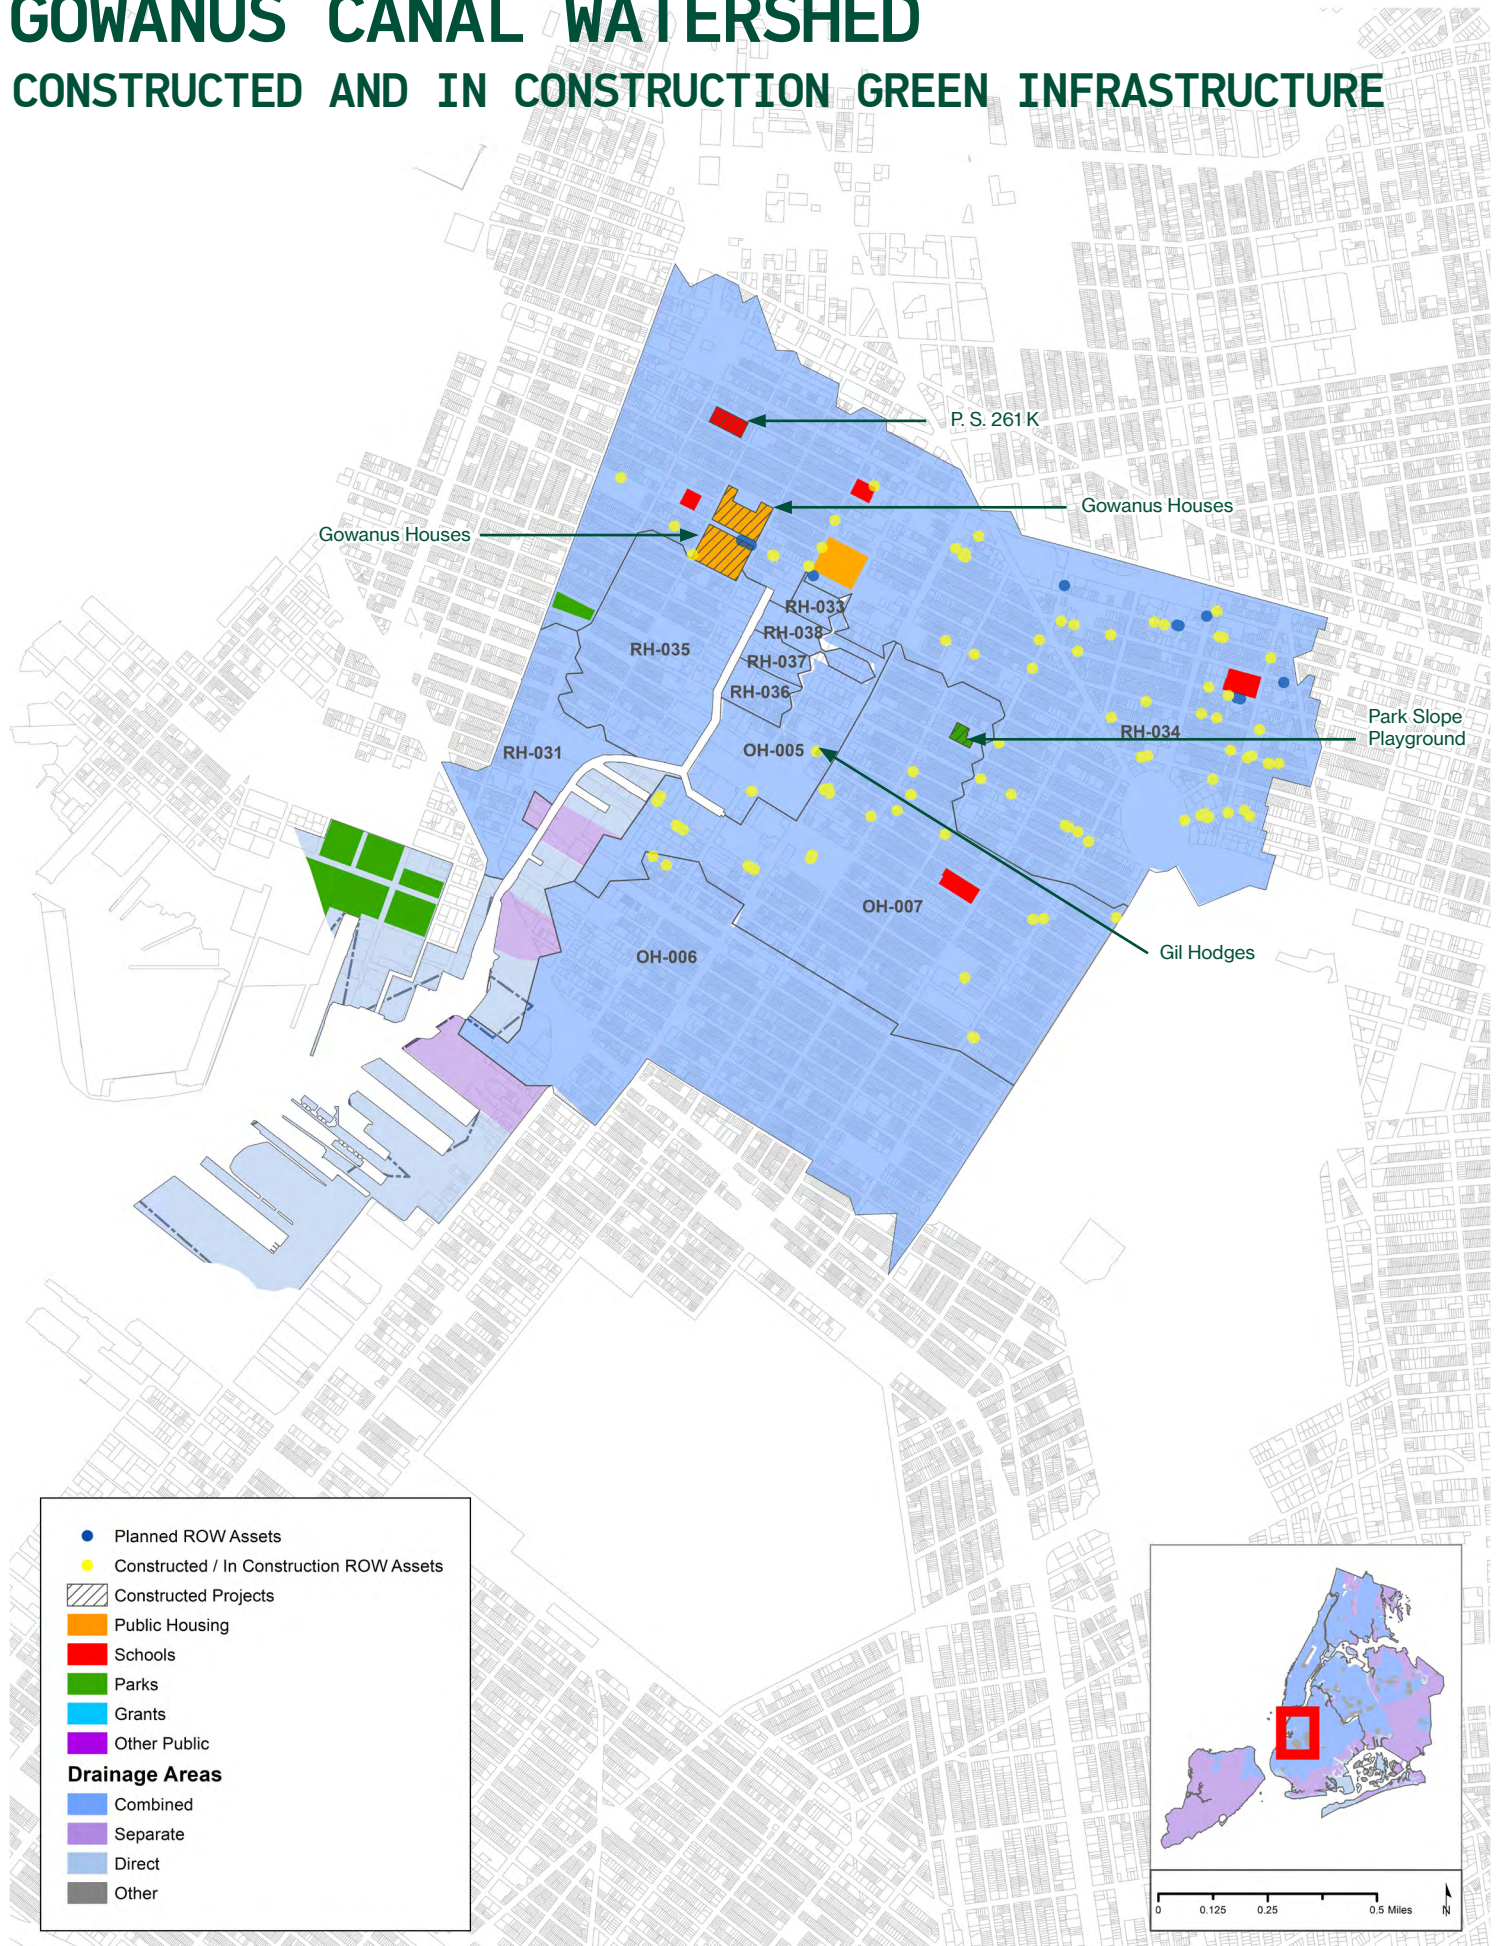 GOWANUS CANAL WATERSHED
CONSTRUCTED AND IN CONSTRUCTION GREEN INFRASTRUCTURE
P. S. 261 K
Gowanus Houses
Gowanus Houses
RH-033
RH-038
RH-035
RH-037
RH-036
Park Slope
Playground
RH-034
OH-005
RH-031
OH-007
Gil Hodges
OH-006
Planned ROW Assets
Constructed / In Construction ROW Assets
Constructed Projects
Public Housing
Schools
Parks
Grants
Other Public
Drainage Areas
Combined
Separate
Direct
Other
0 0.125 0.25 0.5 Miles
N